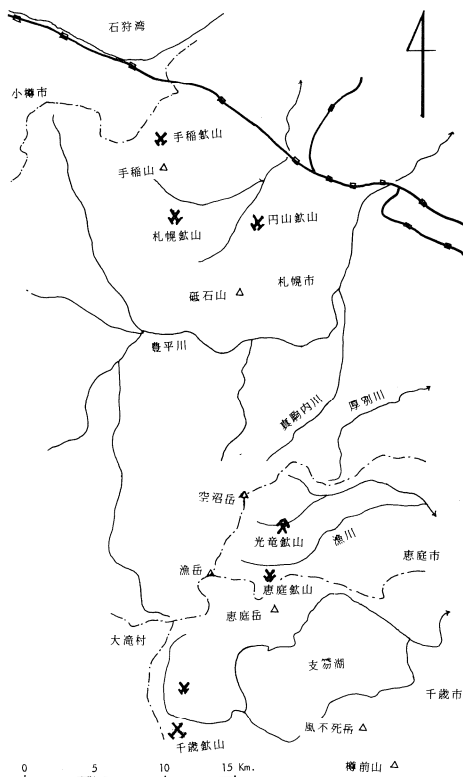 石狩湾
小樽市
手稲鉱山
手稲山
札幌鉱山
円山鉱山
札幌市
砥石山
豊平川
真駒内川
厚別川
空沼岳
光竜鉱山
漁川
漁岳
恵庭市
恵庭鉱山
恵庭岳
大滝村
支笏湖
千歳市
風不死岳
千歳鉱山
樽前山
0 5 10 15 Km.